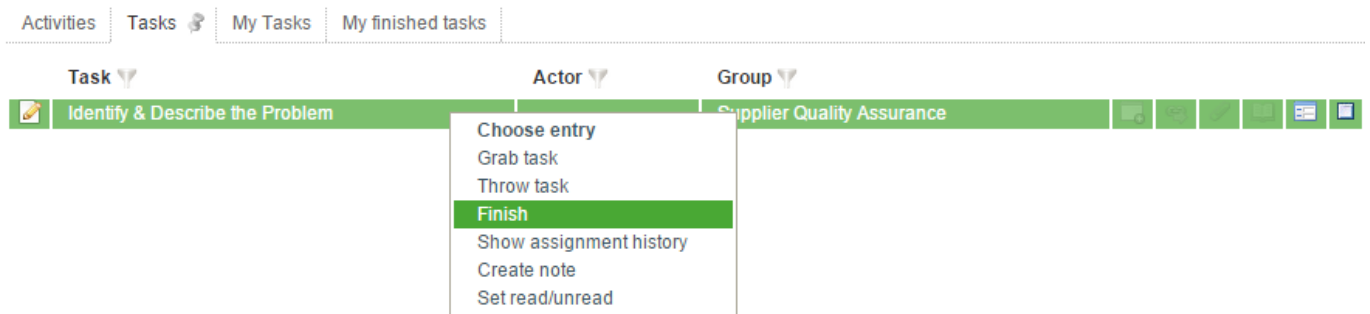 Activities Tasks My Tasks My finished tasks
Task Actor Group
Identify & Describe the Problem Supplier Quality Assurance
Choose entry
Grab task
Throw task
Finish
Show assignment history
Create note
Set read/unread